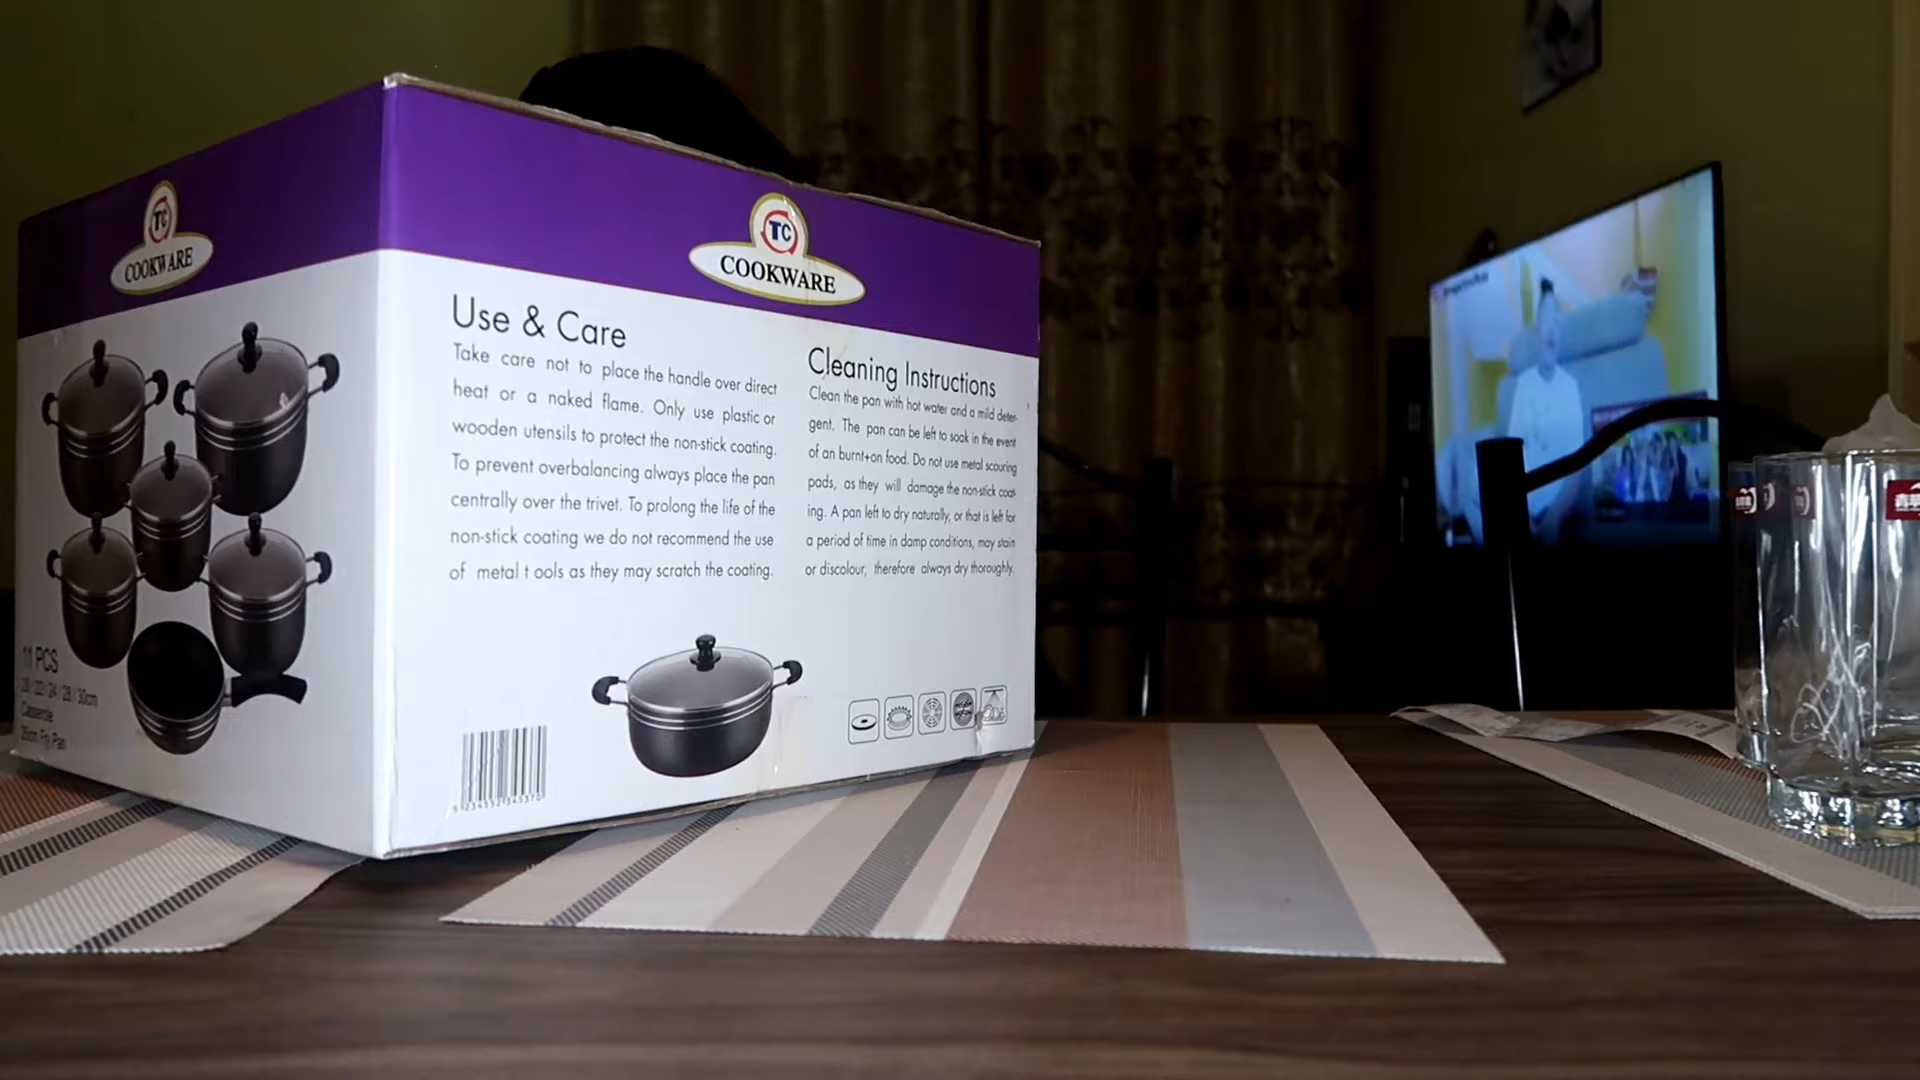 TC
COOKWARE
11 PCS
Casserole
Fry Pan
TC
COOKWARE
Use & Care
Take care not to place the handle over direct
heat or a naked flame. Only use plastic or
wooden utensils to protect the non-stick coating.
To prevent overbalancing always place the pan
centrally over the trivet. To prolong the life of the
non-stick coating we do not recommend the use
of metal t ools as they may scratch the coating.
Cleaning Instructions
Clean the pan with hot water and a mild deter-
gent. The pan can be left to soak in the event
of an burnt+on food. Do not use metal scouring
pads, as they will damage the non-stick coat-
ing. A pan left to dry naturally, or that is left for
a period of time in damp conditions, may stain
or discolour, therefore always dry thoroughly.